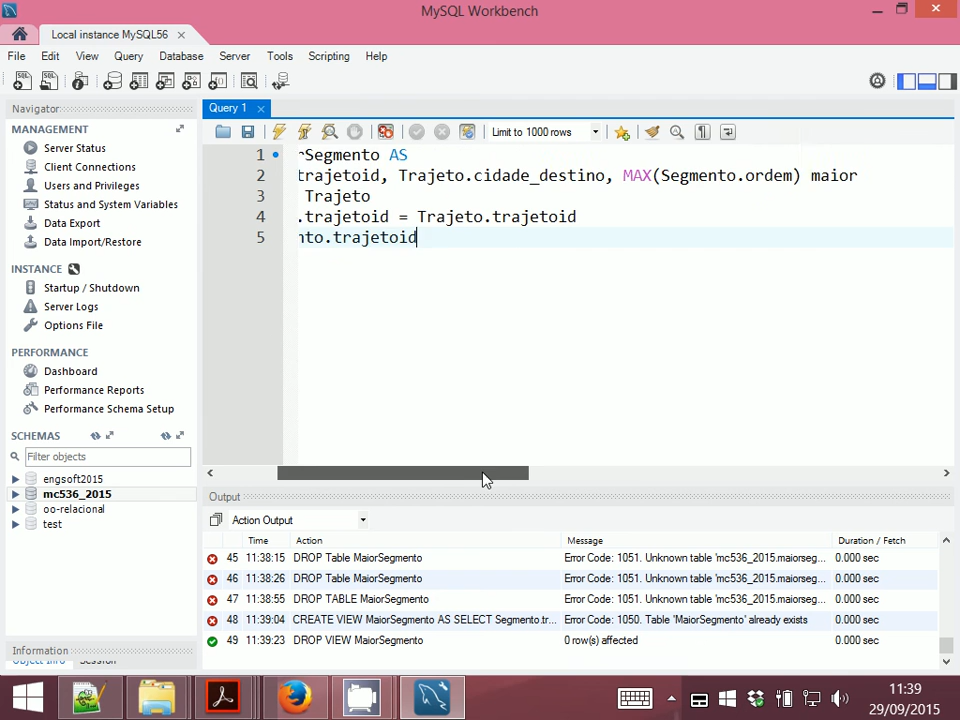 MySQL Workbench
Local instance MySQL56
File Edit View Query Database Server Tools Scripting Help
Navigator
MANAGEMENT
Server Status
Client Connections
Users and Privileges
Status and System Variables
Data Export
Data Import/Restore
INSTANCE
Startup / Shutdown
Server Logs
Options File
PERFORMANCE
Dashboard
Performance Reports
Performance Schema Setup
SCHEMAS
Filter objects
engsoft2015
mc536_2015
oo-relacional
test
Information
Object Info Session
Query 1
Limit to 1000 rows
1 rSegmento AS
2 trajetoid, Trajeto.cidade_destino, MAX(Segmento.ordem) maior
3 Trajeto
4 .trajetoid = Trajeto.trajetoid
5 nto.trajetoid
Output
Action Output
Time Action Message Duration / Fetch
45 11:38:15 DROP Table MaiorSegmento Error Code: 1051. Unknown table 'mc536_2015.maiorseg... 0.000 sec
46 11:38:26 DROP Table MaiorSegmento Error Code: 1051. Unknown table 'mc536_2015.maiorseg... 0.000 sec
47 11:38:55 DROP TABLE MaiorSegmento Error Code: 1051. Unknown table 'mc536_2015.maiorseg... 0.000 sec
48 11:39:04 CREATE VIEW MaiorSegmento AS SELECT Segmento.tr... Error Code: 1050. Table 'MaiorSegmento' already exists 0.000 sec
49 11:39:23 DROP VIEW MaiorSegmento 0 row(s) affected 0.000 sec
11:39
29/09/2015